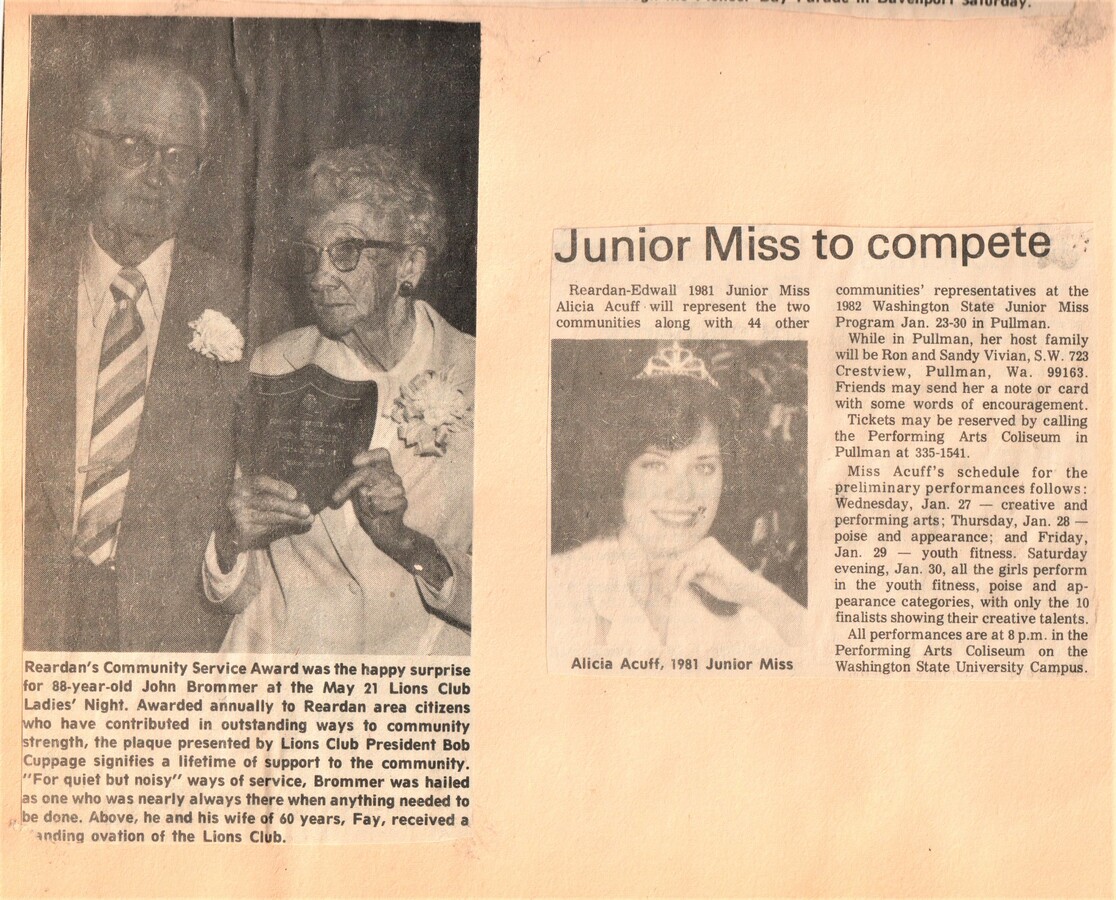 Parade in Davenport Saturday.
Reardan's Community Service Award was the happy surprise
for 88-year-old John Brommer at the May 21 Lions Club
Ladies' Night. Awarded annually to Reardan area citizens
who have contributed in outstanding ways to community
strength, the plaque presented by Lions Club President Bob
Cuppage signifies a lifetime of support to the community.
"For quiet but noisy" ways of service, Brommer was hailed
as one who was nearly always there when anything needed to
be done. Above, he and his wife of 60 years, Fay, received a
anding ovation of the Lions Club.
Junior Miss to compete
Reardan-Edwall 1981 Junior Miss
Alicia Acuff will represent the two
communities along with 44 other
Alicia Acuff, 1981 Junior Miss
communities' representatives at the
1982 Washington State Junior Miss
Program Jan. 23-30 in Pullman.
While in Pullman, her host family
will be Ron and Sandy Vivian, S.W. 723
Crestview, Pullman, Wa. 99163.
Friends may send her a note or card
with some words of encouragement.
Tickets may be reserved by calling
the Performing Arts Coliseum in
Pullman at 335-1541.
Miss Acuff's schedule for the
preliminary performances follows:
Wednesday, Jan. 27 — creative and
performing arts; Thursday, Jan. 28 —
poise and appearance; and Friday,
Jan. 29 — youth fitness. Saturday
evening, Jan. 30, all the girls perform
in the youth fitness, poise and ap-
pearance categories, with only the 10
finalists showing their creative talents.
All performances are at 8 p.m. in the
Performing Arts Coliseum on the
Washington State University Campus.